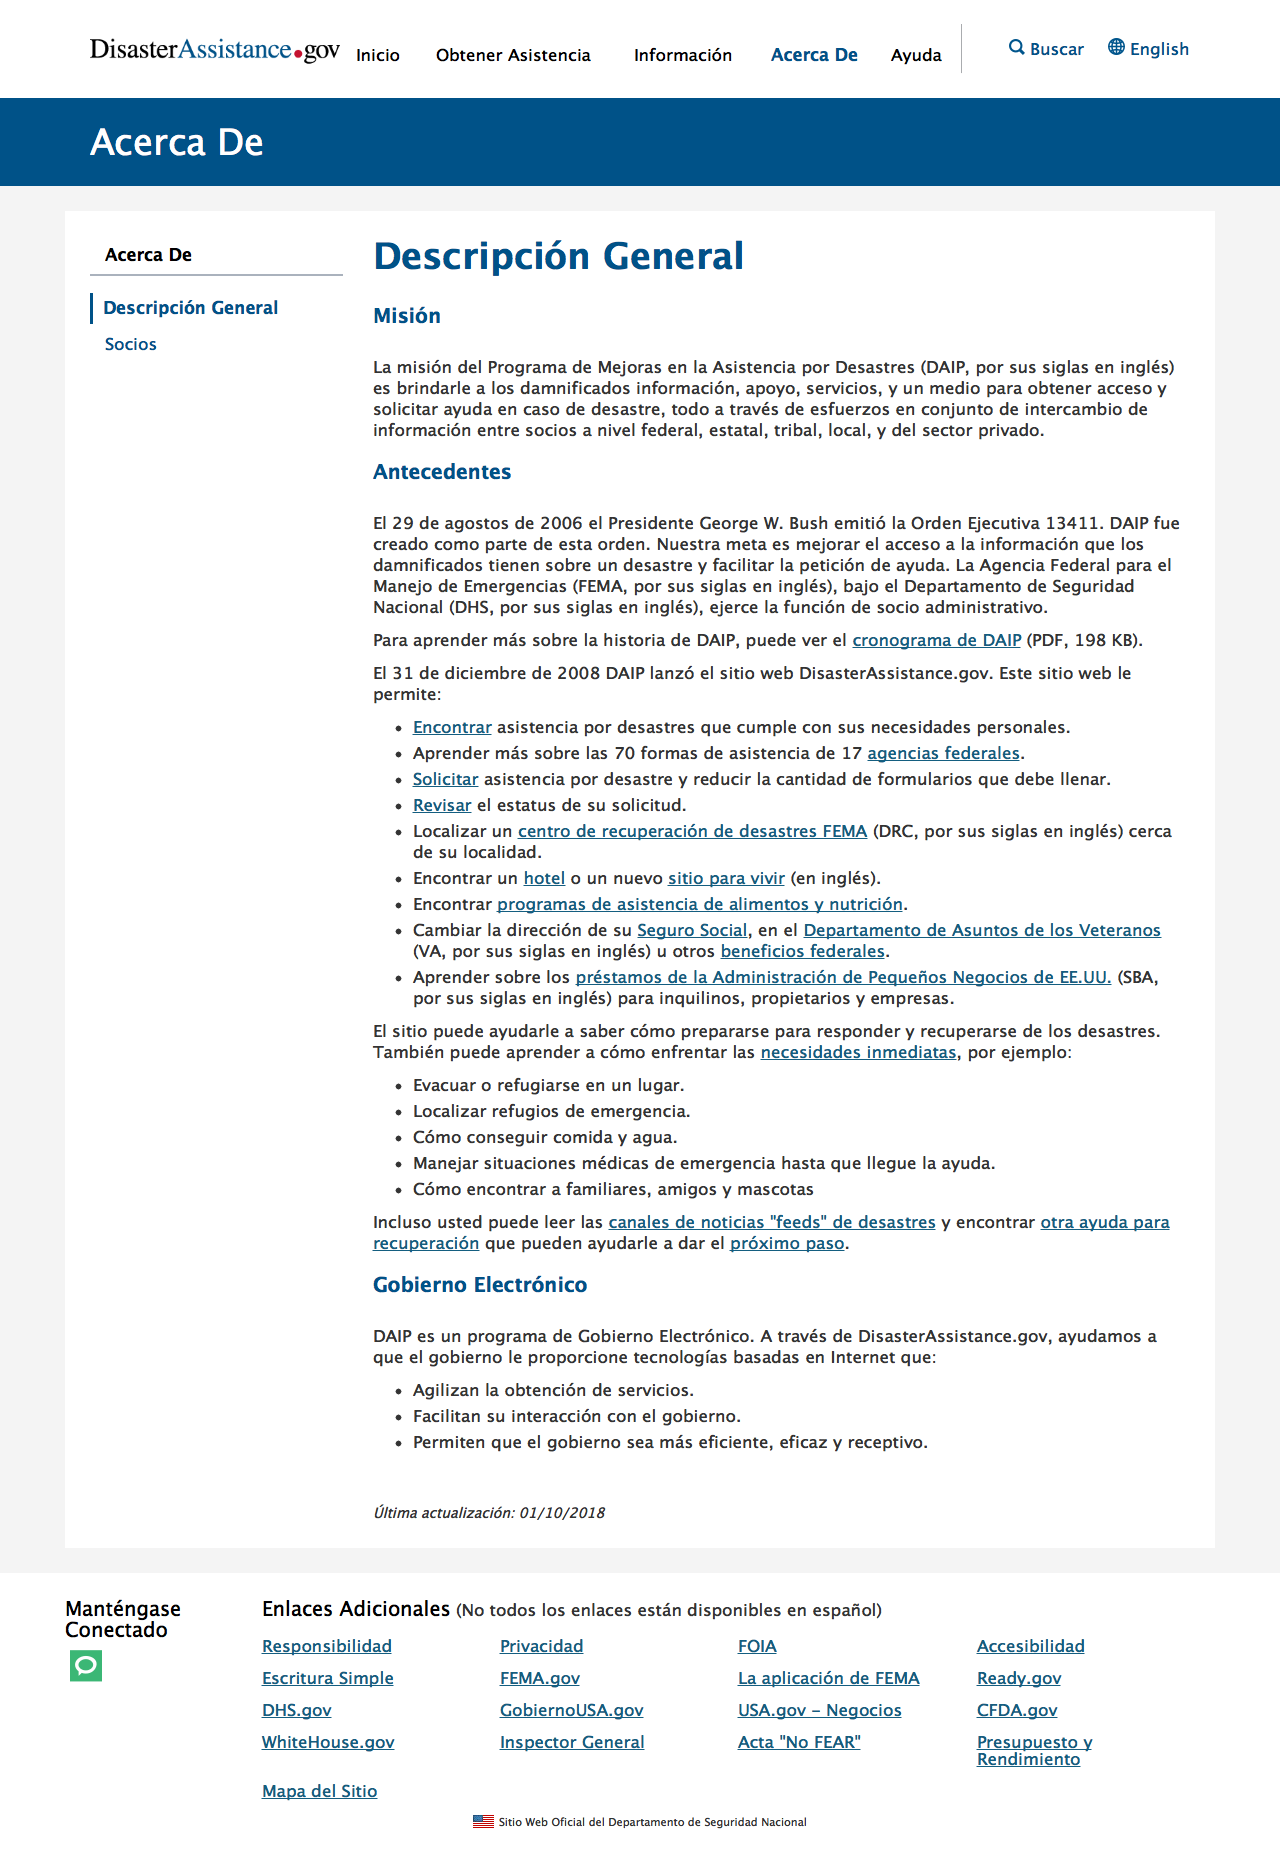 DisasterAssistance.gov
Inicio
Obtener Asistencia
Información
Acerca De
Ayuda
Buscar
English
Acerca De
Acerca De
Descripción General
Socios
Descripción General
Misión
La misión del Programa de Mejoras en la Asistencia por Desastres (DAIP, por sus siglas en inglés)
es brindarle a los damnificados información, apoyo, servicios, y un medio para obtener acceso y
solicitar ayuda en caso de desastre, todo a través de esfuerzos en conjunto de intercambio de
información entre socios a nivel federal, estatal, tribal, local, y del sector privado.
Antecedentes
El 29 de agostos de 2006 el Presidente George W. Bush emitió la Orden Ejecutiva 13411. DAIP fue
creado como parte de esta orden. Nuestra meta es mejorar el acceso a la información que los
damnificados tienen sobre un desastre y facilitar la petición de ayuda. La Agencia Federal para el
Manejo de Emergencias (FEMA, por sus siglas en inglés), bajo el Departamento de Seguridad
Nacional (DHS, por sus siglas en inglés), ejerce la función de socio administrativo.
Para aprender más sobre la historia de DAIP, puede ver el cronograma de DAIP (PDF, 198 KB).
El 31 de diciembre de 2008 DAIP lanzó el sitio web DisasterAssistance.gov. Este sitio web le
permite:
• Encontrar asistencia por desastres que cumple con sus necesidades personales.
• Aprender más sobre las 70 formas de asistencia de 17 agencias federales.
• Solicitar asistencia por desastre y reducir la cantidad de formularios que debe llenar.
• Revisar el estatus de su solicitud.
• Localizar un centro de recuperación de desastres FEMA (DRC, por sus siglas en inglés) cerca
de su localidad.
• Encontrar un hotel o un nuevo sitio para vivir (en inglés).
• Encontrar programas de asistencia de alimentos y nutrición.
• Cambiar la dirección de su Seguro Social, en el Departamento de Asuntos de los Veteranos
(VA, por sus siglas en inglés) u otros beneficios federales.
• Aprender sobre los préstamos de la Administración de Pequeños Negocios de EE.UU. (SBA,
por sus siglas en inglés) para inquilinos, propietarios y empresas.
El sitio puede ayudarle a saber cómo prepararse para responder y recuperarse de los desastres.
También puede aprender a cómo enfrentar las necesidades inmediatas, por ejemplo:
• Evacuar o refugiarse en un lugar.
• Localizar refugios de emergencia.
• Cómo conseguir comida y agua.
• Manejar situaciones médicas de emergencia hasta que llegue la ayuda.
• Cómo encontrar a familiares, amigos y mascotas
Incluso usted puede leer las canales de noticias "feeds" de desastres y encontrar otra ayuda para
recuperación que pueden ayudarle a dar el próximo paso.
Gobierno Electrónico
DAIP es un programa de Gobierno Electrónico. A través de DisasterAssistance.gov, ayudamos a
que el gobierno le proporcione tecnologías basadas en Internet que:
• Agilizan la obtención de servicios.
• Facilitan su interacción con el gobierno.
• Permiten que el gobierno sea más eficiente, eficaz y receptivo.
Última actualización: 01/10/2018
Manténgase
Conectado
Enlaces Adicionales (No todos los enlaces están disponibles en español)
Responsibilidad
Privacidad
FOIA
Accesibilidad
Escritura Simple
FEMA.gov
La aplicación de FEMA
Ready.gov
DHS.gov
GobiernoUSA.gov
USA.gov – Negocios
CFDA.gov
WhiteHouse.gov
Inspector General
Acta "No FEAR"
Presupuesto y
Rendimiento
Mapa del Sitio
Sitio Web Oficial del Departamento de Seguridad Nacional